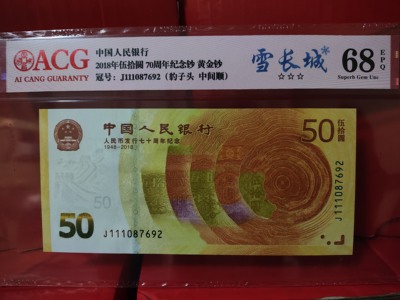 ACG
AI CANG GUARANTY
中国人民银行
2018年伍拾圆 70周年纪念钞 黄金钞
冠号：J111087692（豹子头 中间顺）
雪长城*
☆☆☆
68 EPQ
Superb Gem Unc
中国人民银行
人民币发行七十周年纪念
1948-2018
50 伍拾圆
50
50
J111087692
J111087692